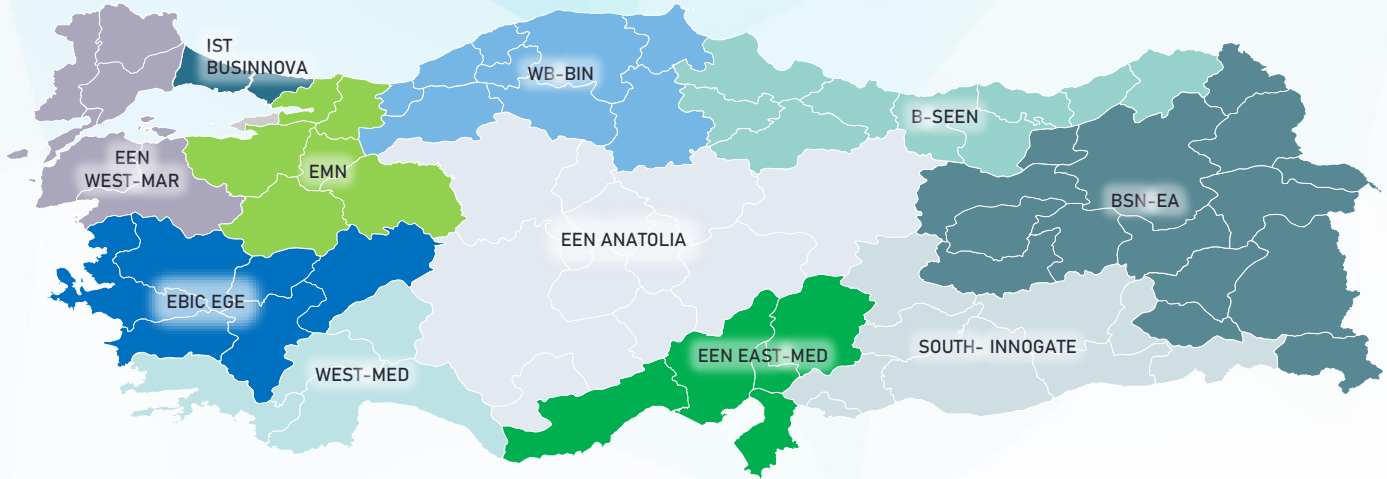 IST
BUSINNOVA
WB-BIN
B-SEEN
EEN
WEST-MAR
EMN
BSN-EA
EEN ANATOLIA
EBIC EGE
EEN EAST-MED
SOUTH- INNOGATE
WEST-MED